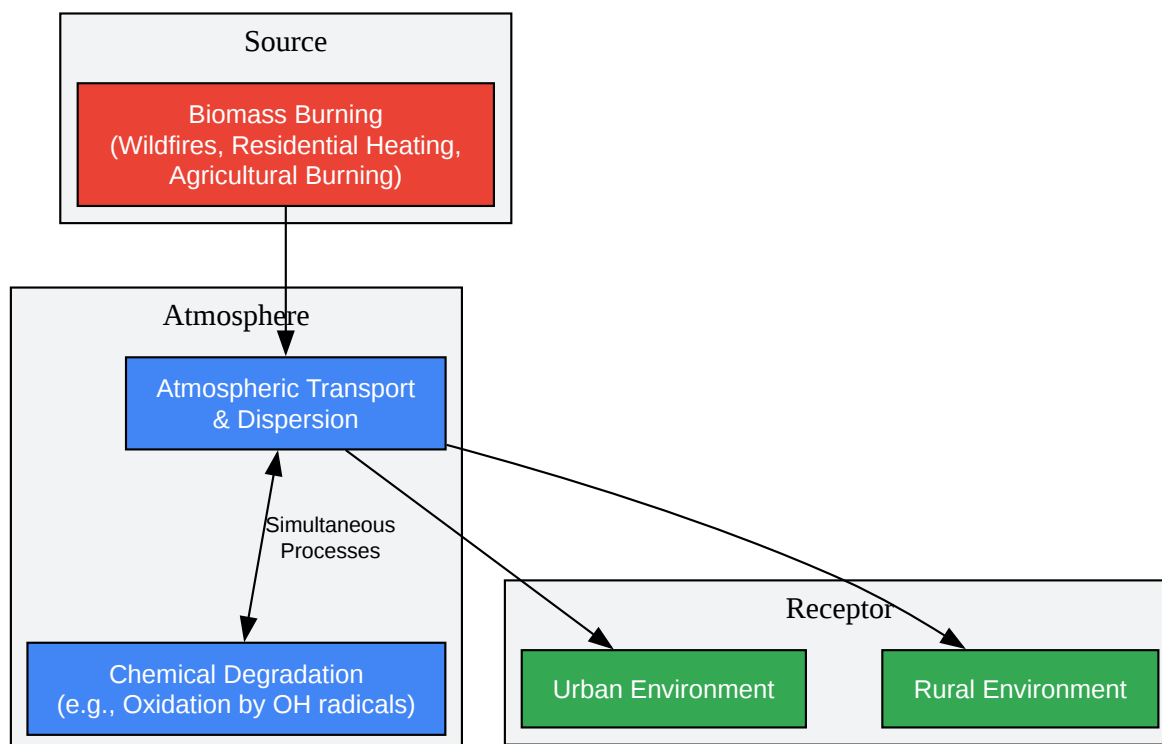 Source
Biomass Burning
(Wildfires, Residential Heating,
Agricultural Burning)
Atmosphere
Atmospheric Transport
& Dispersion
Simultaneous
Processes
Chemical Degradation
(e.g., Oxidation by OH radicals)
Receptor
Urban Environment
Rural Environment